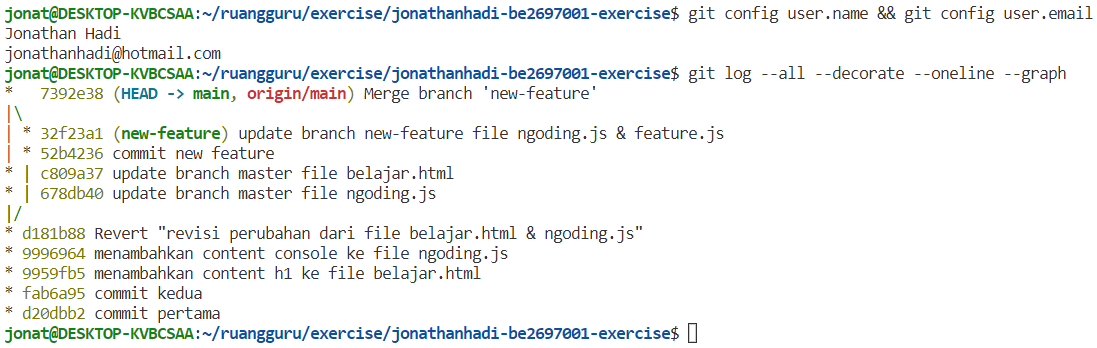 jonat@DESKTOP-KVBCSAA:~/ruangguru/exercise/jonathanhadi-be2697001-exercise$ git config user.name && git config user.email
Jonathan Hadi
jonathanhadi@hotmail.com
jonat@DESKTOP-KVBCSAA:~/ruangguru/exercise/jonathanhadi-be2697001-exercise$ git log --all --decorate --oneline --graph
*   7392e38 (HEAD -> main, origin/main) Merge branch 'new-feature'
|\
| * 32f23a1 (new-feature) update branch new-feature file ngoding.js & feature.js
| * 52b4236 commit new feature
* | c809a37 update branch master file belajar.html
* | 678db40 update branch master file ngoding.js
|/
* d181b88 Revert "revisi perubahan dari file belajar.html & ngoding.js"
* 9996964 menambahkan content console ke file ngoding.js
* 9959fb5 menambahkan content h1 ke file belajar.html
* fab6a95 commit kedua
* d20dbb2 commit pertama
jonat@DESKTOP-KVBCSAA:~/ruangguru/exercise/jonathanhadi-be2697001-exercise$